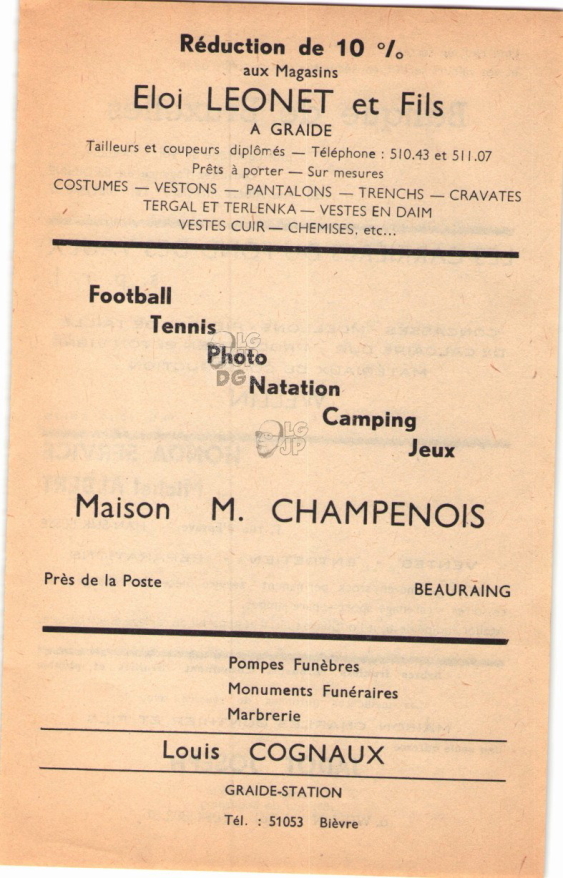 Réduction de 10 %
aux Magasins
Eloi LEONET et Fils
A GRAIDE
Tailleurs et coupeurs diplômés — Téléphone : 510.43 et 511.07
Prêts à porter — Sur mesures
COSTUMES — VESTONS — PANTALONS — TRENCHS — CRAVATES
TERGAL ET TERLENKA — VESTES EN DAIM
VESTES CUIR — CHEMISES, etc...
Football
Tennis
Photo
Natation
Camping
Jeux
Maison M. CHAMPENOIS
Près de la Poste BEAURAING
Pompes Funèbres
Monuments Funéraires
Marbrerie
Louis COGNAUX
GRAIDE-STATION
Tél. : 51053 Bièvre